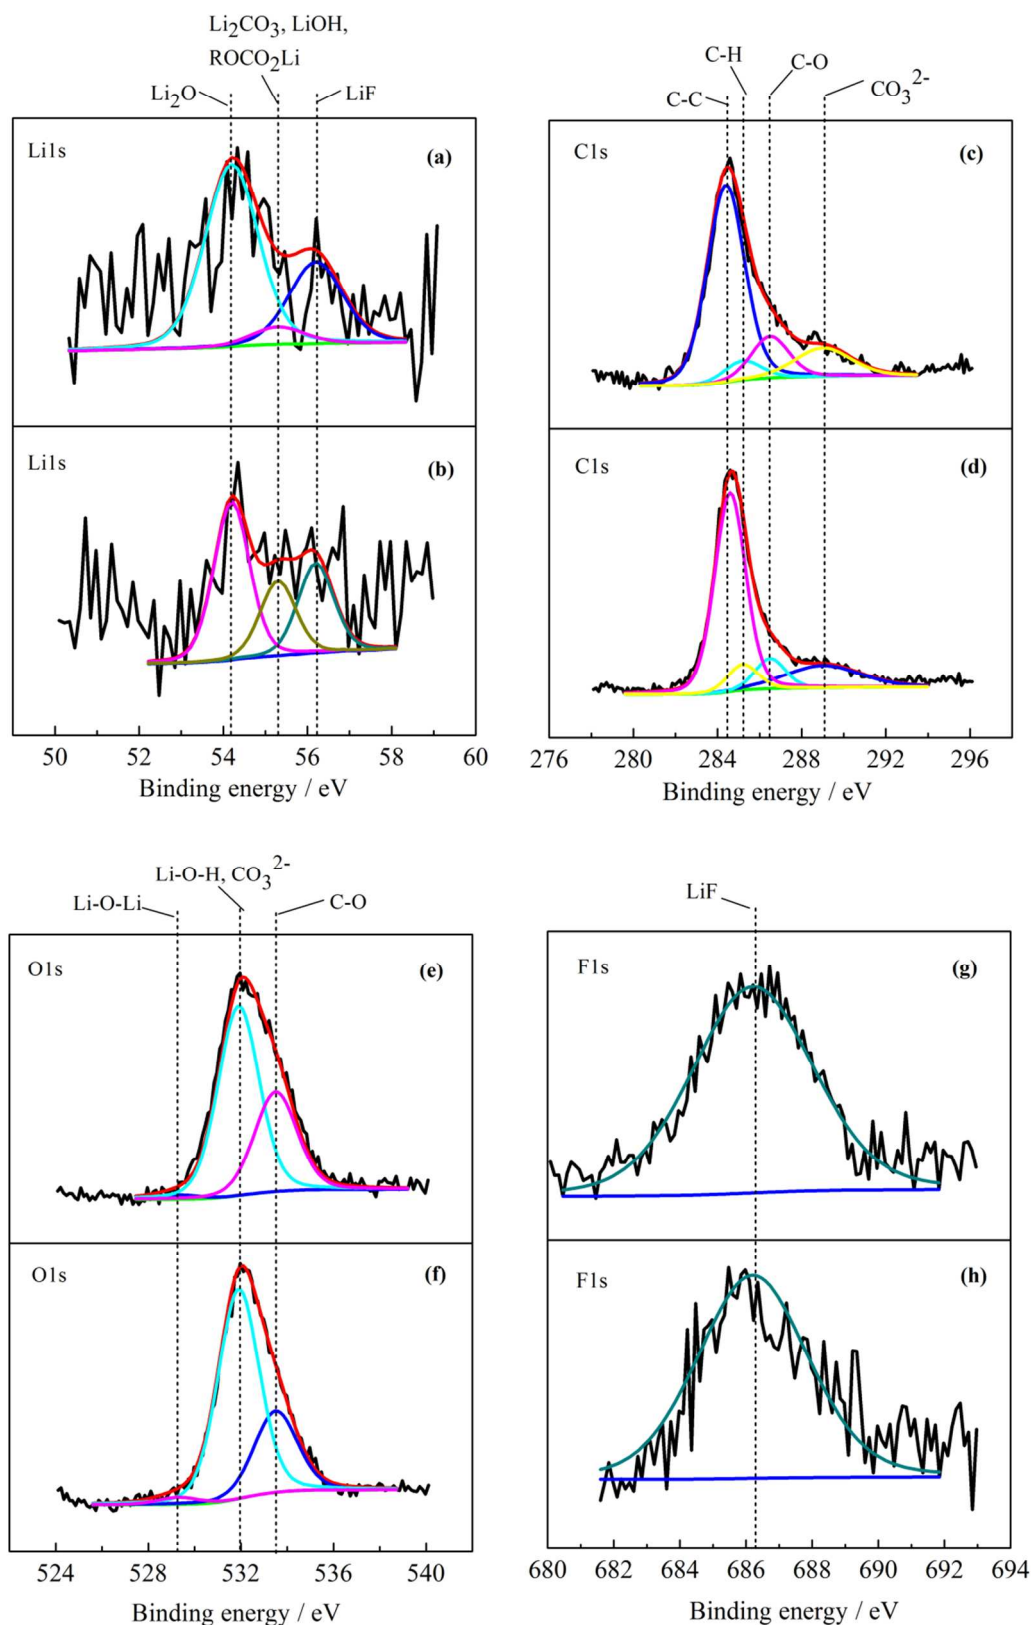 Li₂CO₃, LiOH,
ROCO₂Li
Li₂O
LiF
Li1s
(a)
Li1s
(b)
50 52 54 56 58 60
Binding energy / eV
C-H
C-O
C-C
CO₃²⁻
C1s
(c)
C1s
(d)
276 280 284 288 292 296
Binding energy / eV
Li-O-H, CO₃²⁻
Li-O-Li
C-O
O1s
(e)
O1s
(f)
524 528 532 536 540
Binding energy / eV
LiF
F1s
(g)
F1s
(h)
680 682 684 686 688 690 692 694
Binding energy / eV